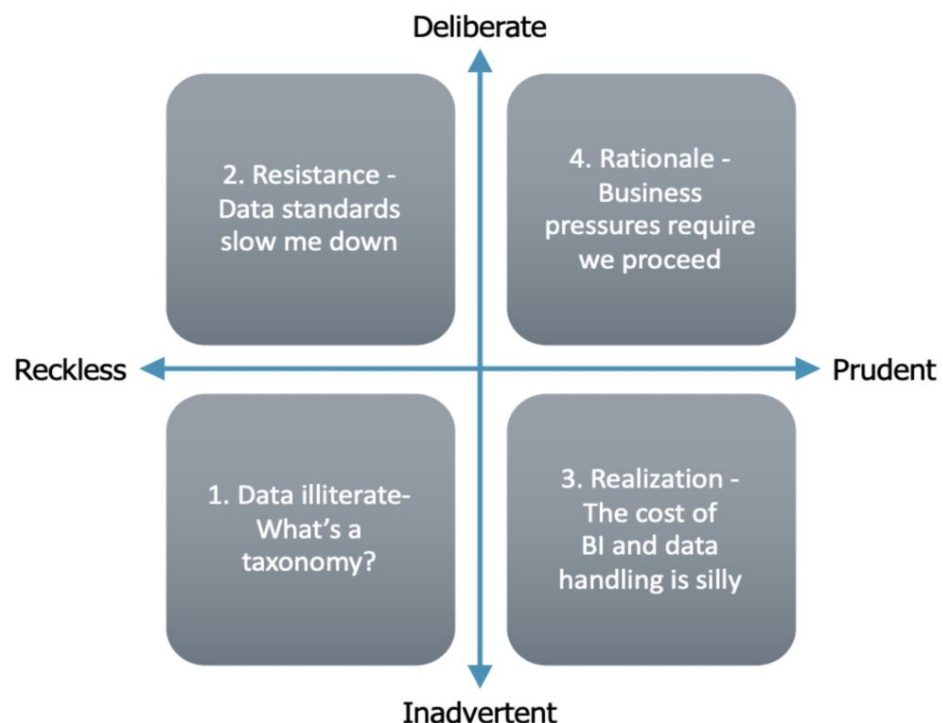 Deliberate
2. Resistance -
Data standards
slow me down
4. Rationale -
Business
pressures require
we proceed
Reckless
Prudent
1. Data illiterate-
What's a
taxonomy?
3. Realization -
The cost of
BI and data
handling is silly
Inadvertent